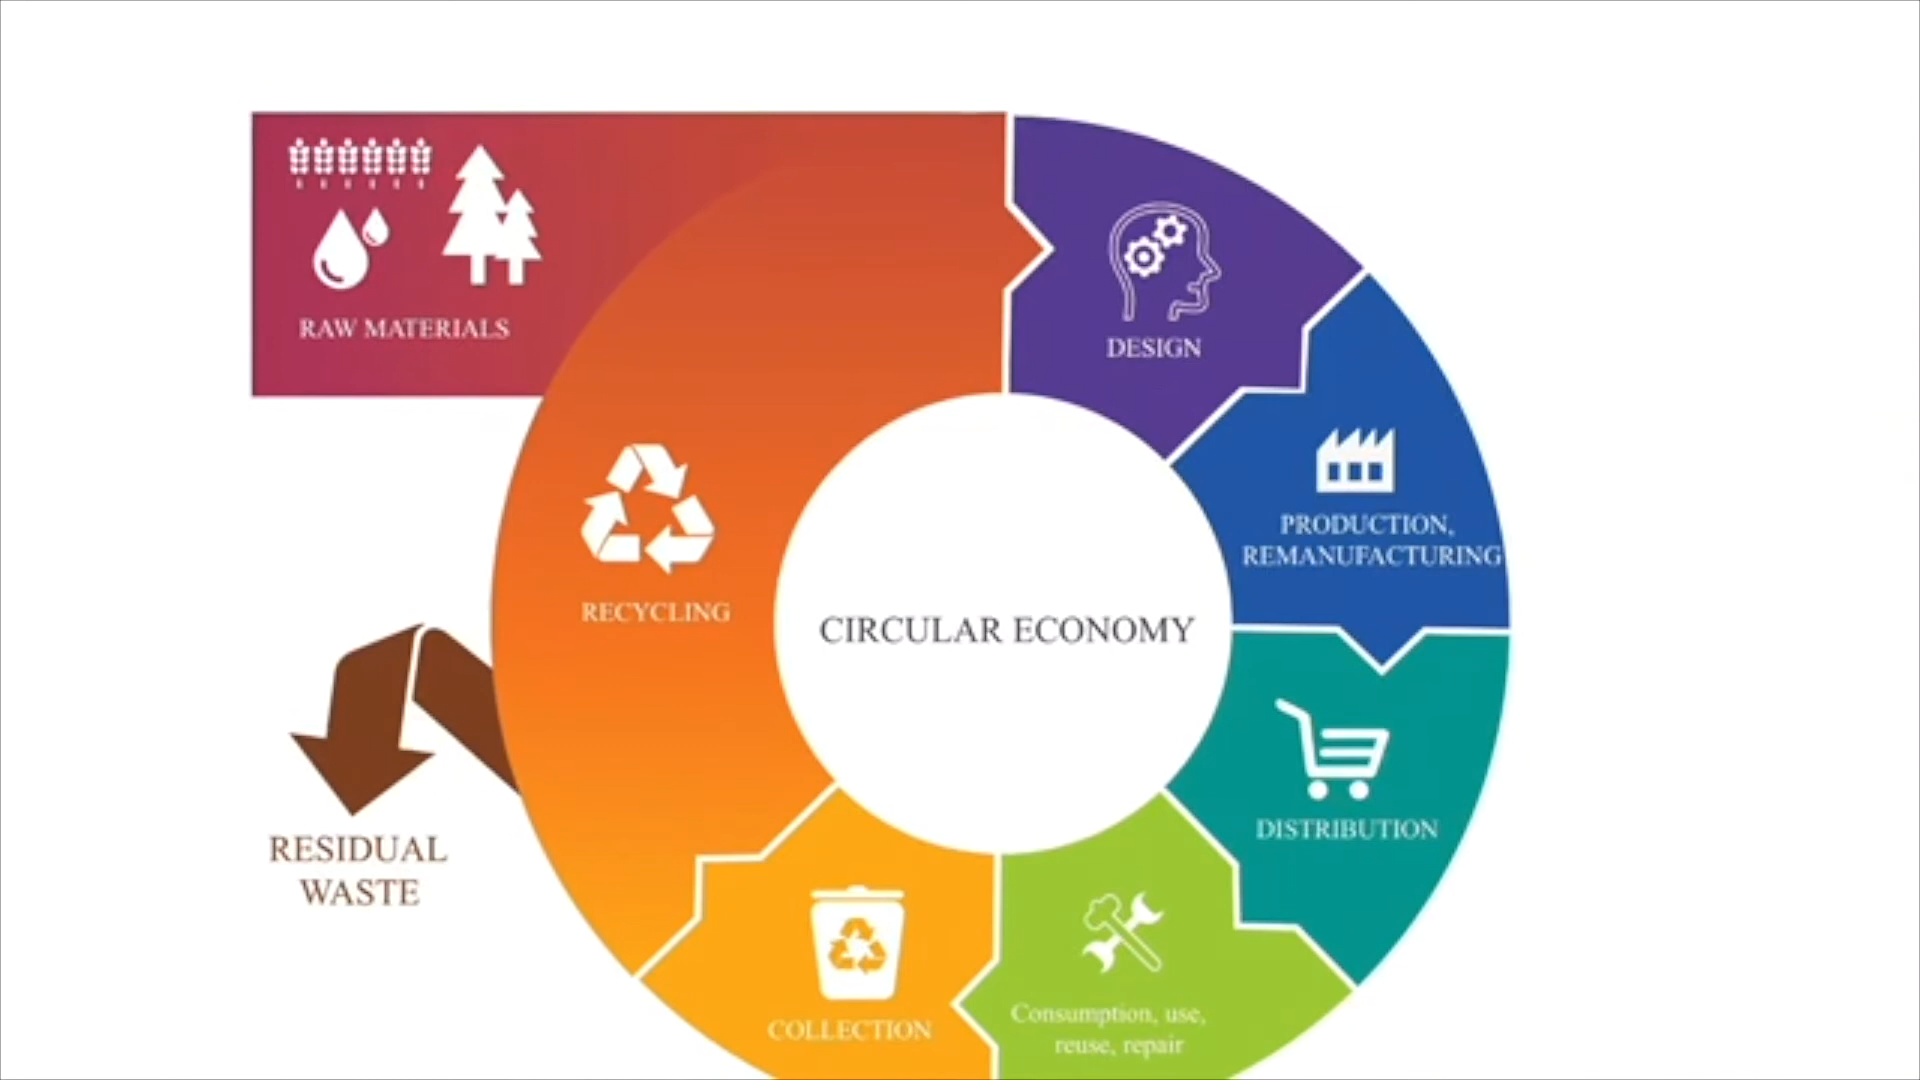 RAW MATERIALS
DESIGN
PRODUCTION,
REMANUFACTURING
RECYCLING
CIRCULAR ECONOMY
DISTRIBUTION
RESIDUAL
WASTE
Consumption, use,
reuse, repair
COLLECTION